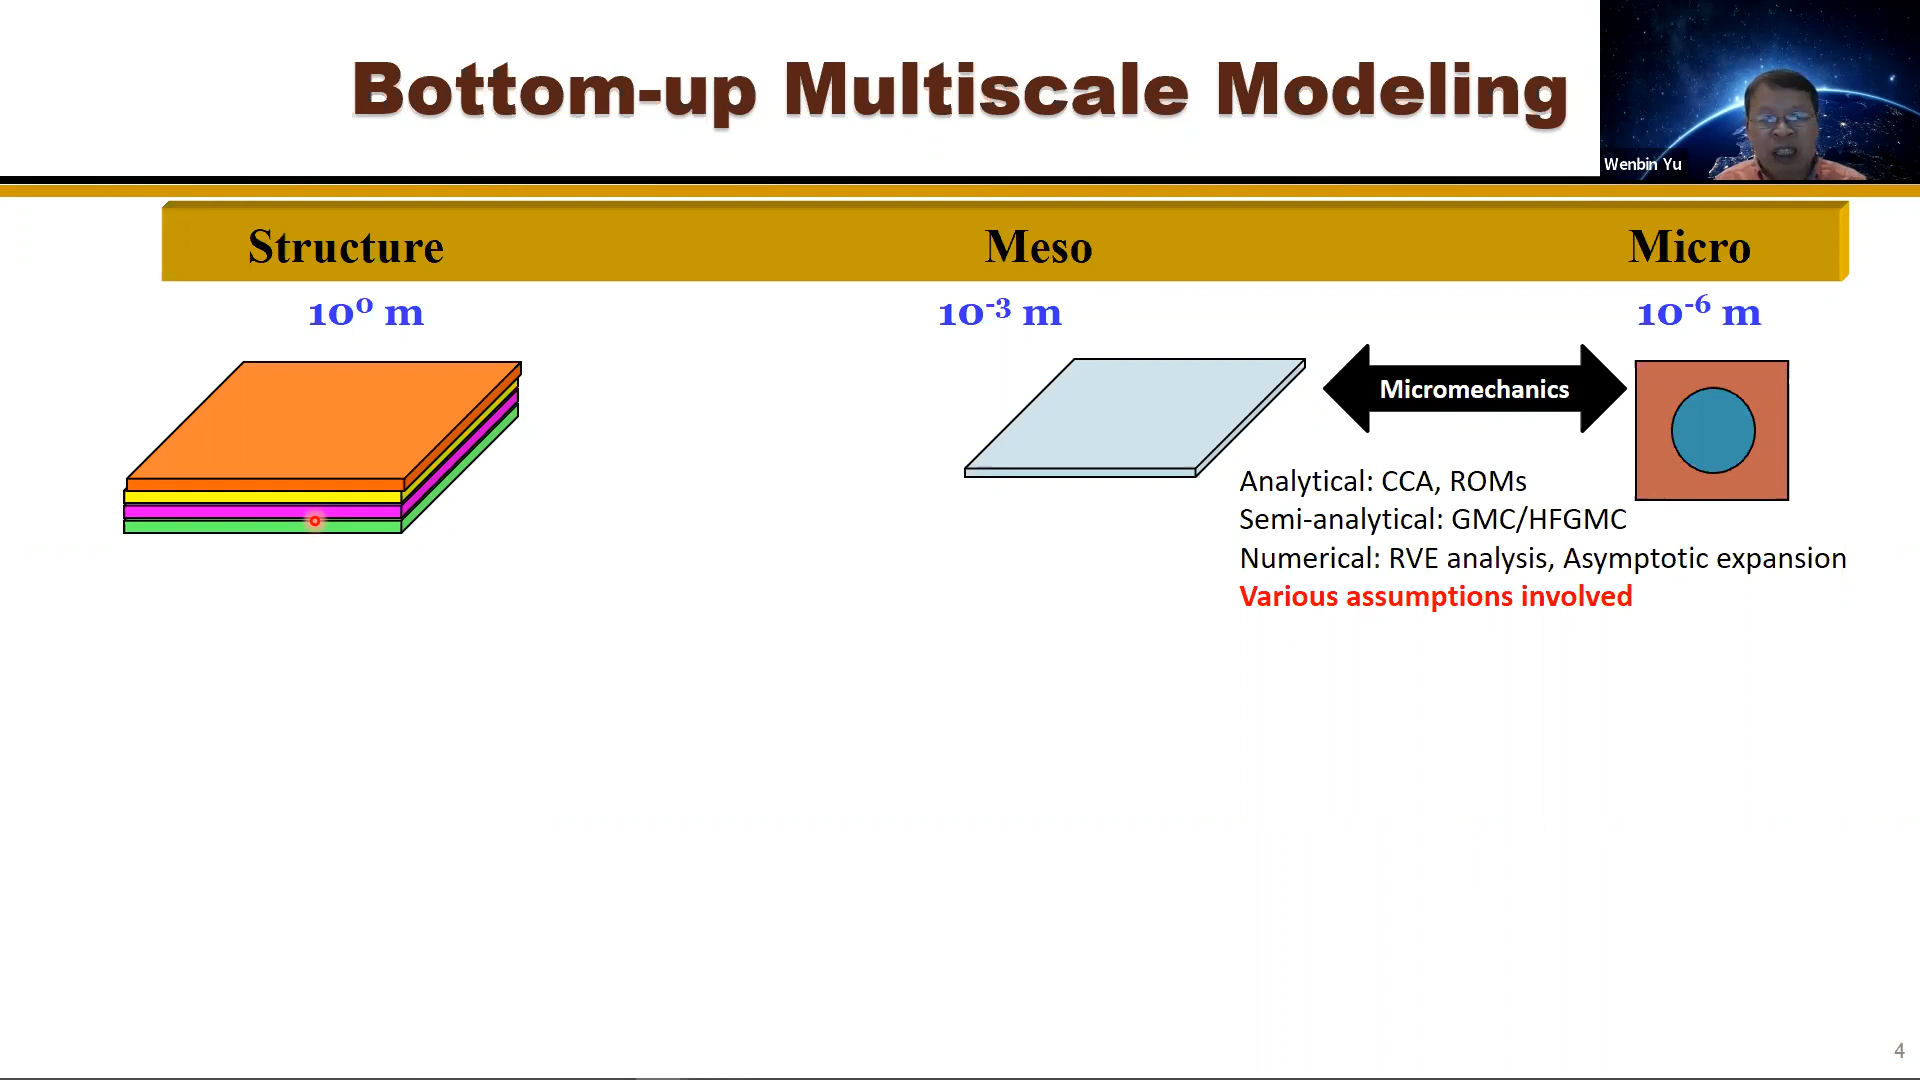 Bottom-up Multiscale Modeling
Wenbin Yu
Structure Meso Micro
10⁰ m 10⁻³ m 10⁻⁶ m
Micromechanics
Analytical: CCA, ROMs
Semi-analytical: GMC/HFGMC
Numerical: RVE analysis, Asymptotic expansion
Various assumptions involved
4